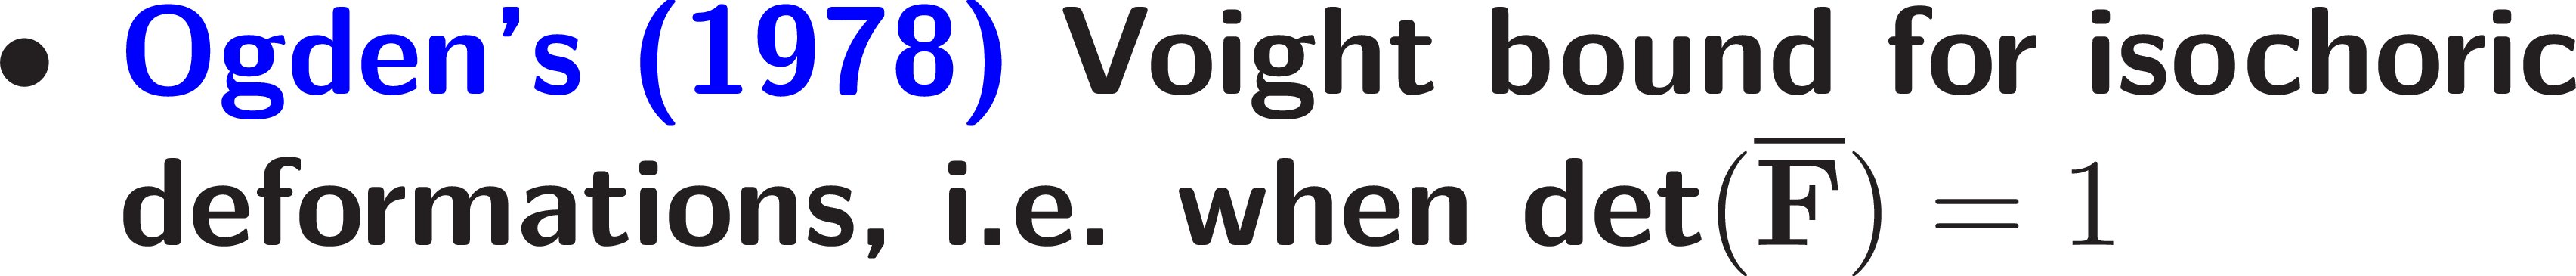 • Ogden's (1978) Voight bound for isochoric
deformations, i.e. when det(F̅) = 1